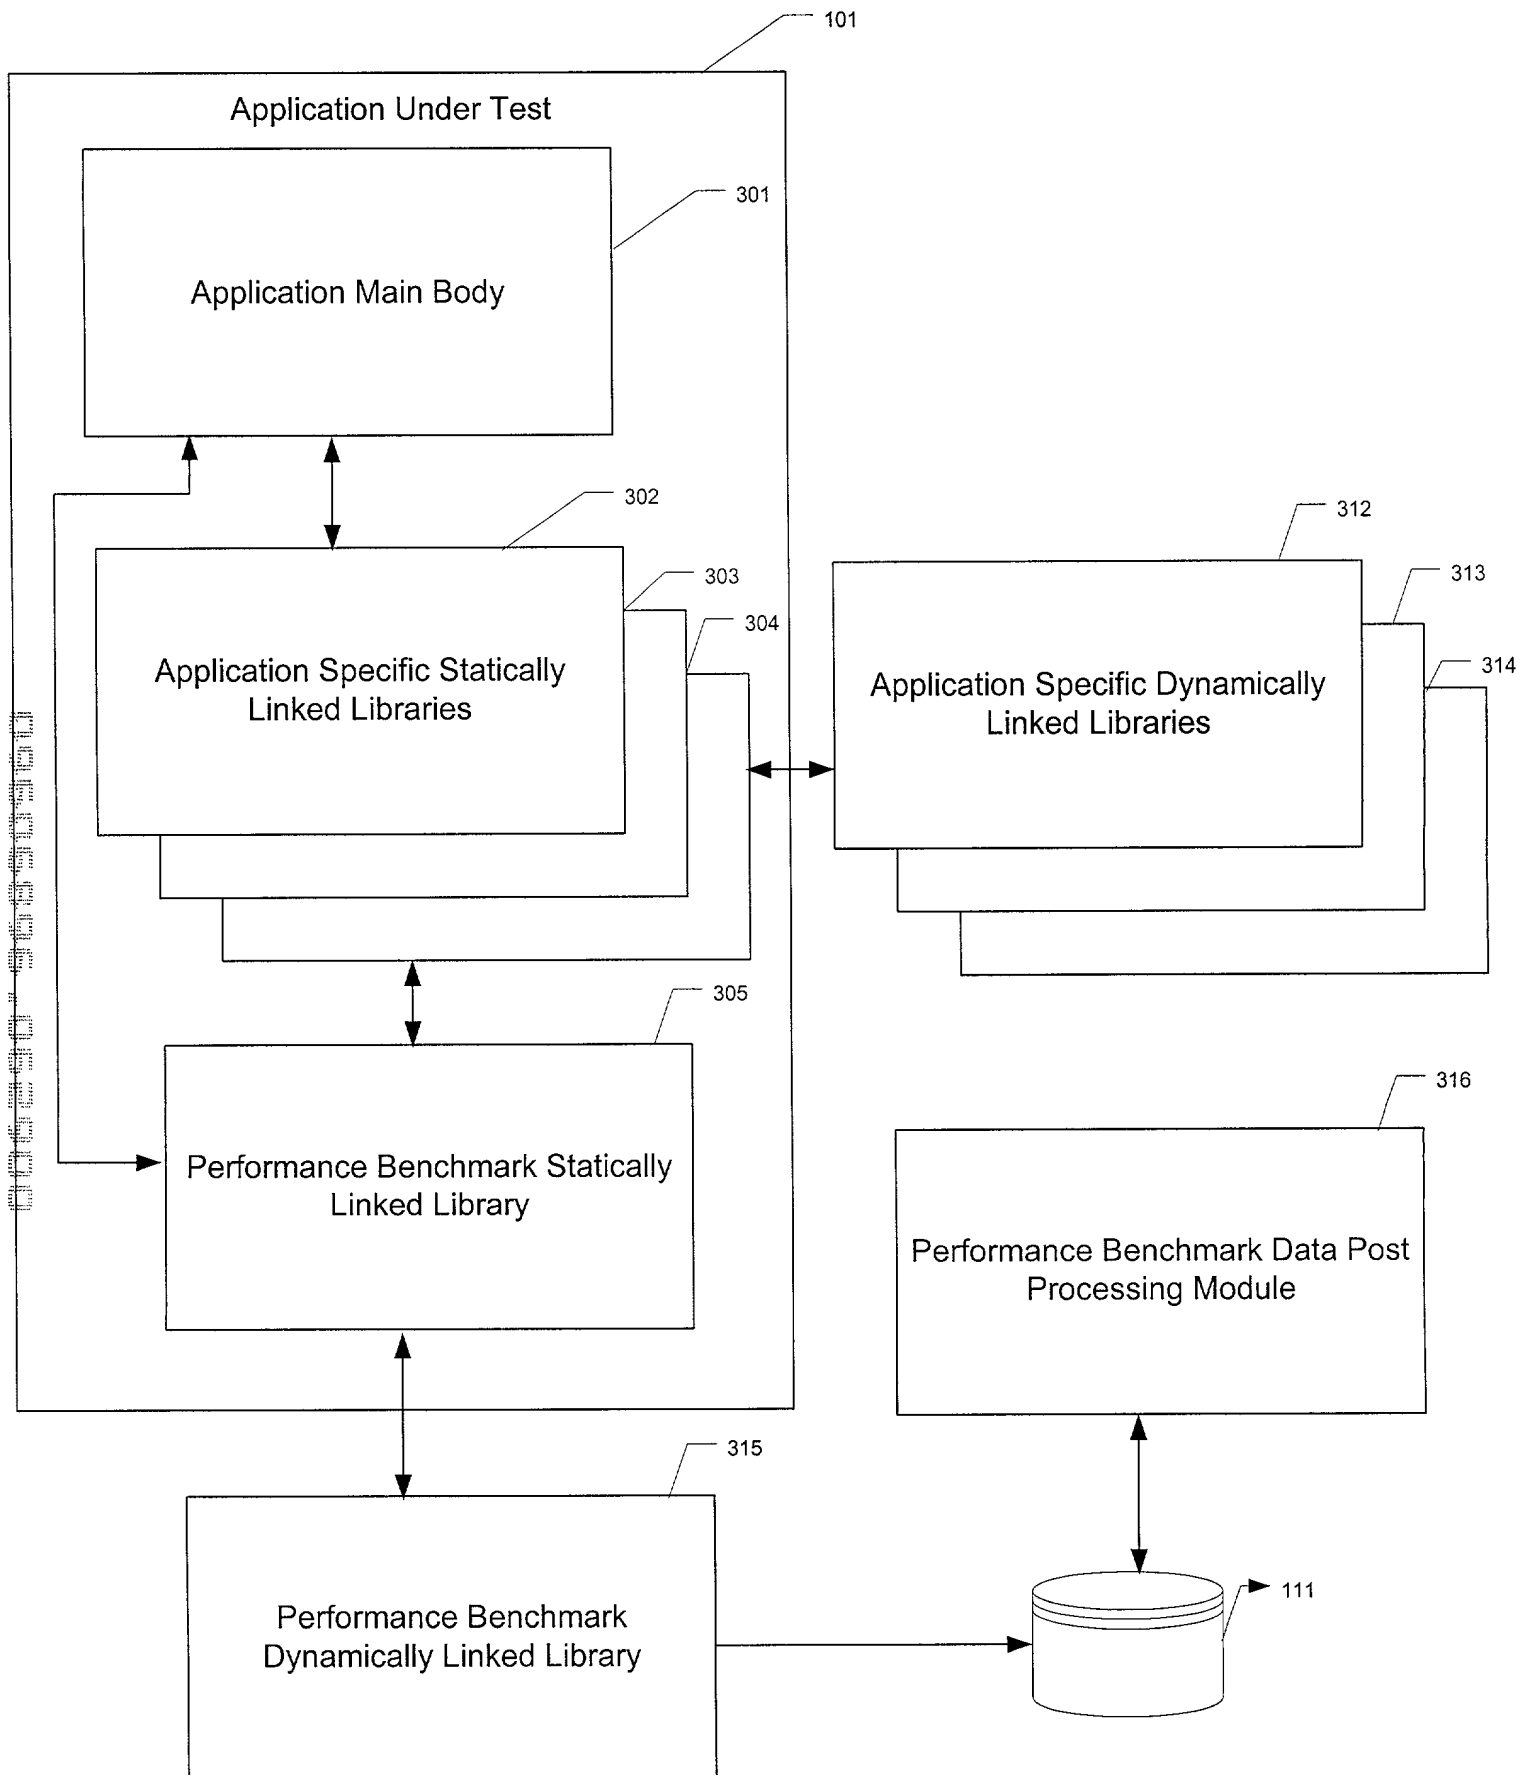 101
Application Under Test
301
Application Main Body
302
303
304
Application Specific Statically
Linked Libraries
312
313
314
Application Specific Dynamically
Linked Libraries
305
Performance Benchmark Statically
Linked Library
316
Performance Benchmark Data Post
Processing Module
315
Performance Benchmark
Dynamically Linked Library
111